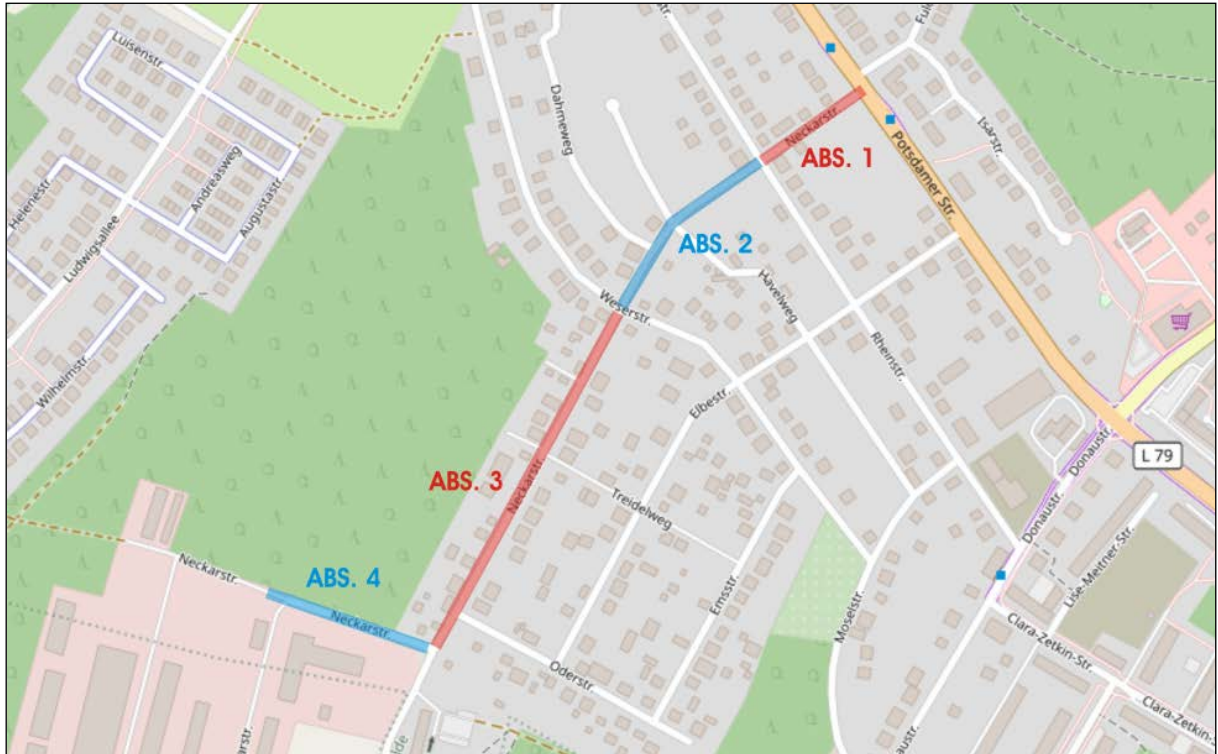 Luisenstr.
Helenestr.
Andreasweg
Augustastr.
Ludwigsallee
Wilhelmstr.
Dahmeweg
Neckarstr.
ABS. 1
Potsdamer Str.
Isarstr.
ABS. 2
Weserstr.
Havelweg
Rheinstr.
Elbestr.
L 79
Donaustr.
Donaustr.
ABS. 3
Neckarstr.
Treidelweg
Neckarstr.
ABS. 4
Neckarstr.
Emsstr.
Oderstr.
Moselstr.
Lise-Meitner-Str.
Clara-Zetkin-Str.
Clara-Zetkin-S